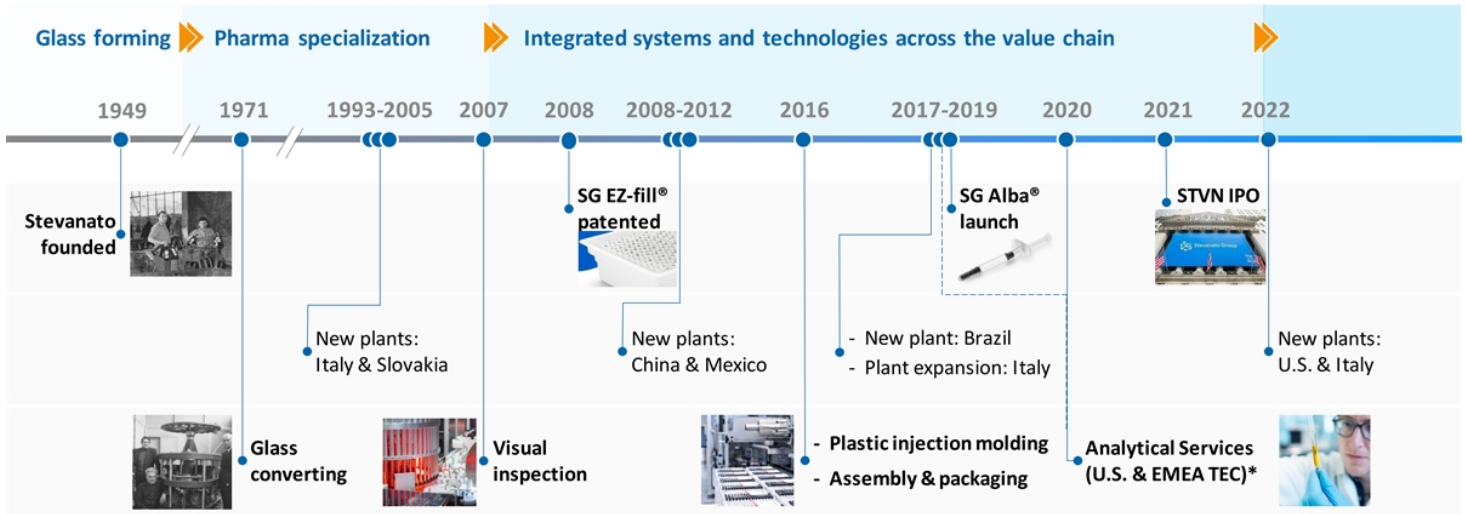 Glass forming
Pharma specialization
Integrated systems and technologies across the value chain
1949
1971
1993-2005
2007
2008
2008-2012
2016
2017-2019
2020
2021
2022
Stevanato
founded
SG EZ-fill®
patented
SG Alba®
launch
STVN IPO
Stevanato Group
New plants:
Italy & Slovakia
New plants:
China & Mexico
- New plant: Brazil
- Plant expansion: Italy
New plants:
U.S. & Italy
Glass
converting
Visual
inspection
- Plastic injection molding
- Assembly & packaging
Analytical Services
(U.S. & EMEA TEC)*